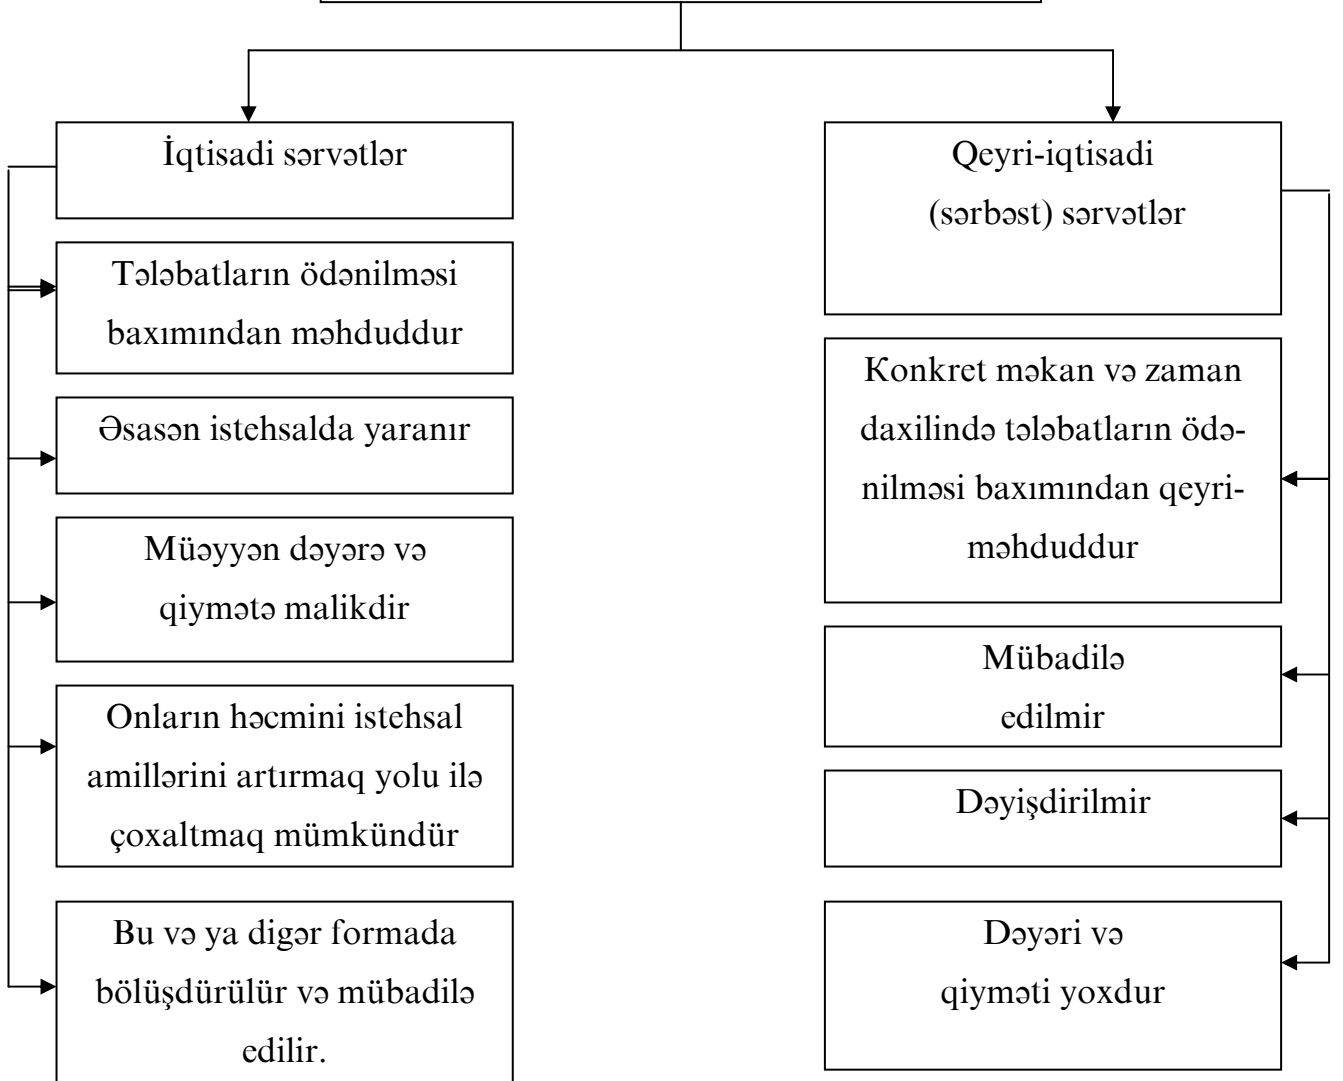 İqtisadi sərvətlər
Tələbatların ödənilməsi
baxımından məhduddur
Əsasən istehsalda yaranır
Müəyyən dəyərə və
qiymətə malikdir
Onların həcmini istehsal
amillərini artırmaq yolu ilə
çoxaltmaq mümkündür
Bu və ya digər formada
bölüşdürülür və mübadilə
edilir.
Qeyri-iqtisadi
(sərbəst) sərvətlər
Konkret məkan və zaman
daxilində tələbatların ödə-
nilməsi baxımından qeyri-
məhduddur
Mübadilə
edilmir
Dəyişdirilmir
Dəyəri və
qiyməti yoxdur